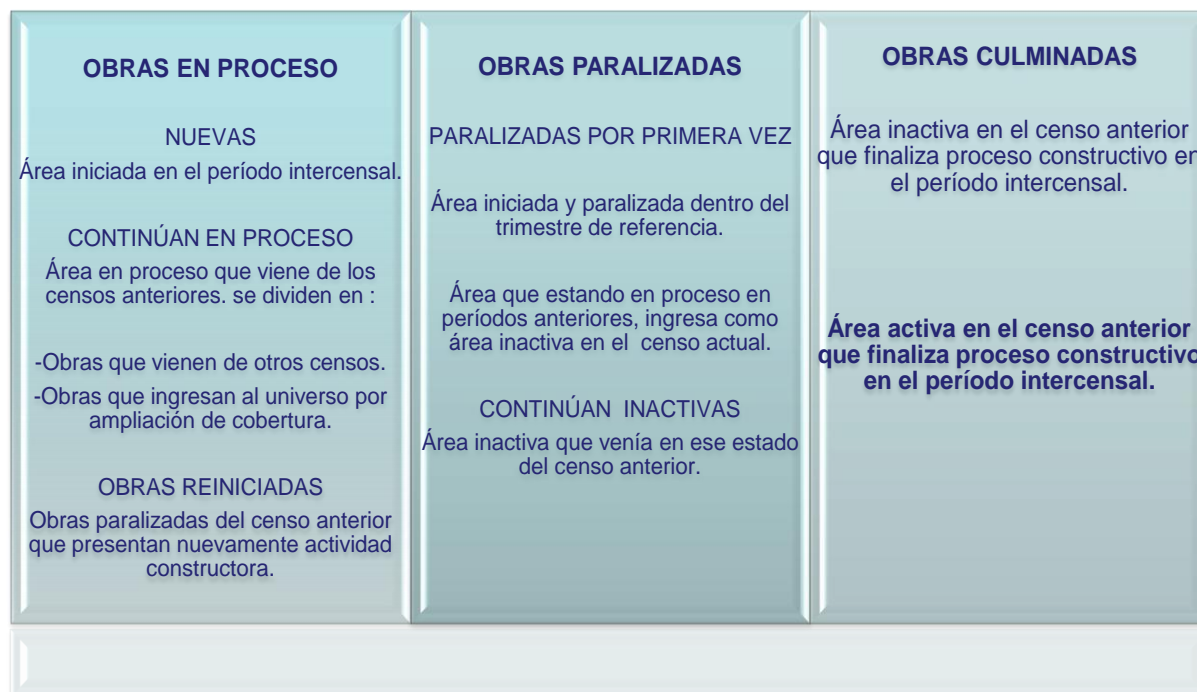 OBRAS EN PROCESO
NUEVAS
Área iniciada en el período intercensal.
CONTINÚAN EN PROCESO
Área en proceso que viene de los
censos anteriores. se dividen en :
-Obras que vienen de otros censos.
-Obras que ingresan al universo por
ampliación de cobertura.
OBRAS REINICIADAS
Obras paralizadas del censo anterior
que presentan nuevamente actividad
constructora.
OBRAS PARALIZADAS
PARALIZADAS POR PRIMERA VEZ
Área iniciada y paralizada dentro del
trimestre de referencia.
Área que estando en proceso en
períodos anteriores, ingresa como
área inactiva en el censo actual.
CONTINÚAN INACTIVAS
Área inactiva que venía en ese estado
del censo anterior.
OBRAS CULMINADAS
Área inactiva en el censo anterior
que finaliza proceso constructivo en
el período intercensal.
Área activa en el censo anterior
que finaliza proceso constructivo
en el período intercensal.